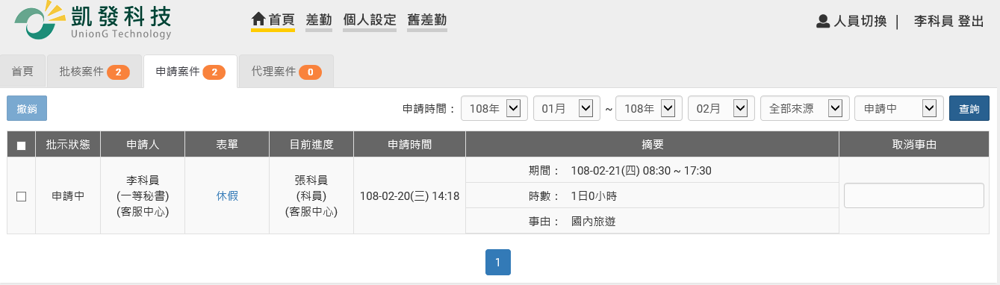 凱發科技
UnionG Technology
首頁 差勤 個人設定 舊差勤
人員切換 | 李科員 登出
首頁 批核案件 2 申請案件 2 代理案件 0
撤銷 申請時間： 108年 01月 ~ 108年 02月 全部來源 申請中 查詢
批示狀態 申請人 表單 目前進度 申請時間 摘要 取消事由
申請中
李科員
(一等秘書)
(客服中心)
休假
張科員
(科員)
(客服中心)
108-02-20(三) 14:18
期間： 108-02-21(四) 08:30 ~ 17:30
時數： 1日0小時
事由： 國內旅遊
1